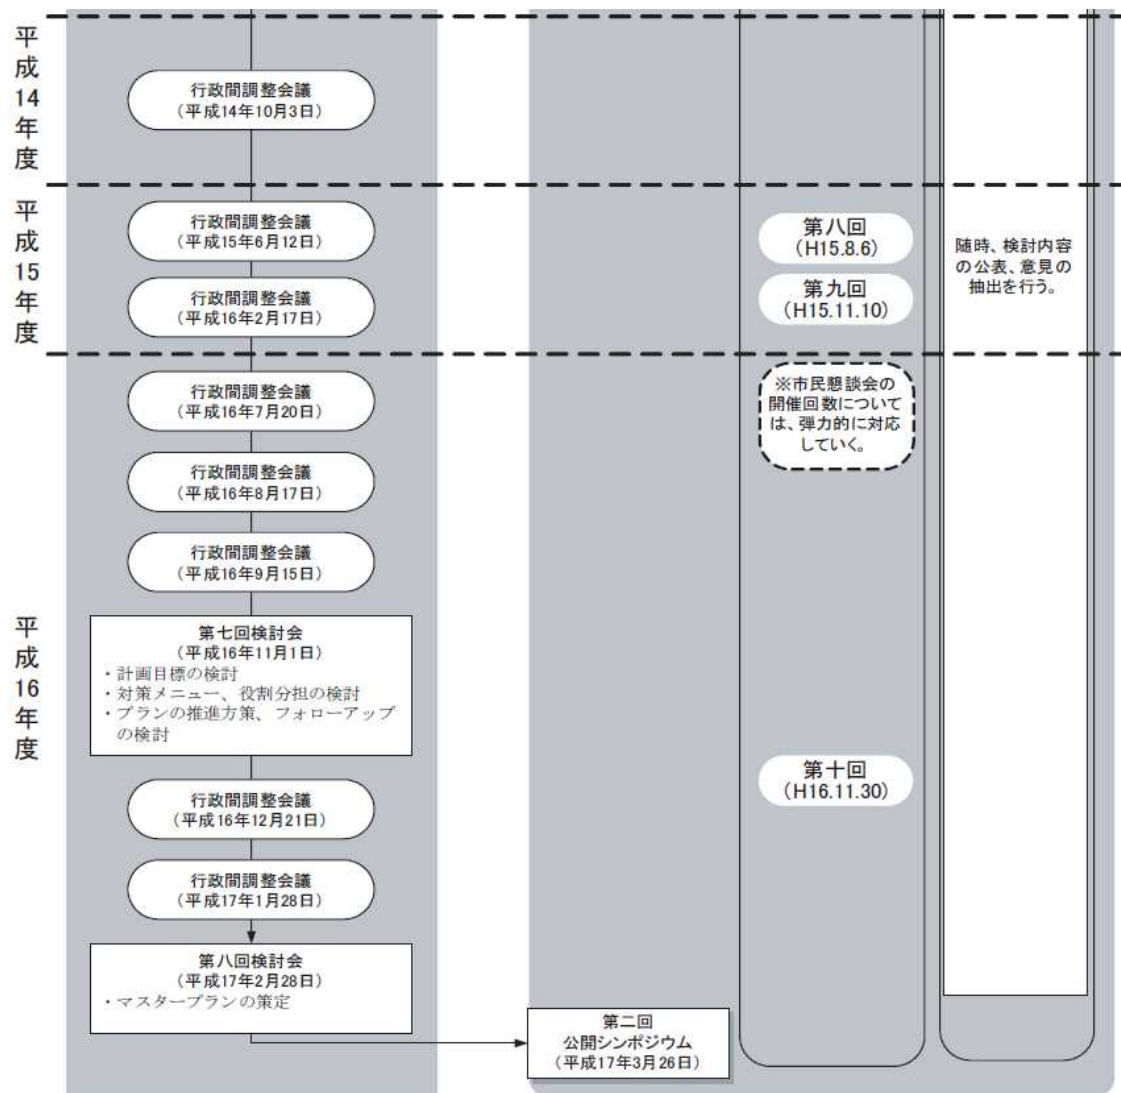 平成14年度
行政間調整会議
(平成14年10月3日)
平成15年度
行政間調整会議
(平成15年6月12日)
行政間調整会議
(平成16年2月17日)
第八回
(H15.8.6)
第九回
(H15.11.10)
随時、検討内容
の公表、意見の
抽出を行う。
平成16年度
行政間調整会議
(平成16年7月20日)
行政間調整会議
(平成16年8月17日)
行政間調整会議
(平成16年9月15日)
第七回検討会
(平成16年11月1日)
・計画目標の検討
・対策メニュー、役割分担の検討
・プランの推進方策、フォローアップ
の検討
行政間調整会議
(平成16年12月21日)
行政間調整会議
(平成17年1月28日)
第八回検討会
(平成17年2月28日)
・マスタープランの策定
※市民懇談会の
開催回数について
は、弾力的に対応
していく。
第十回
(H16.11.30)
第二回
公開シンポジウム
(平成17年3月26日)